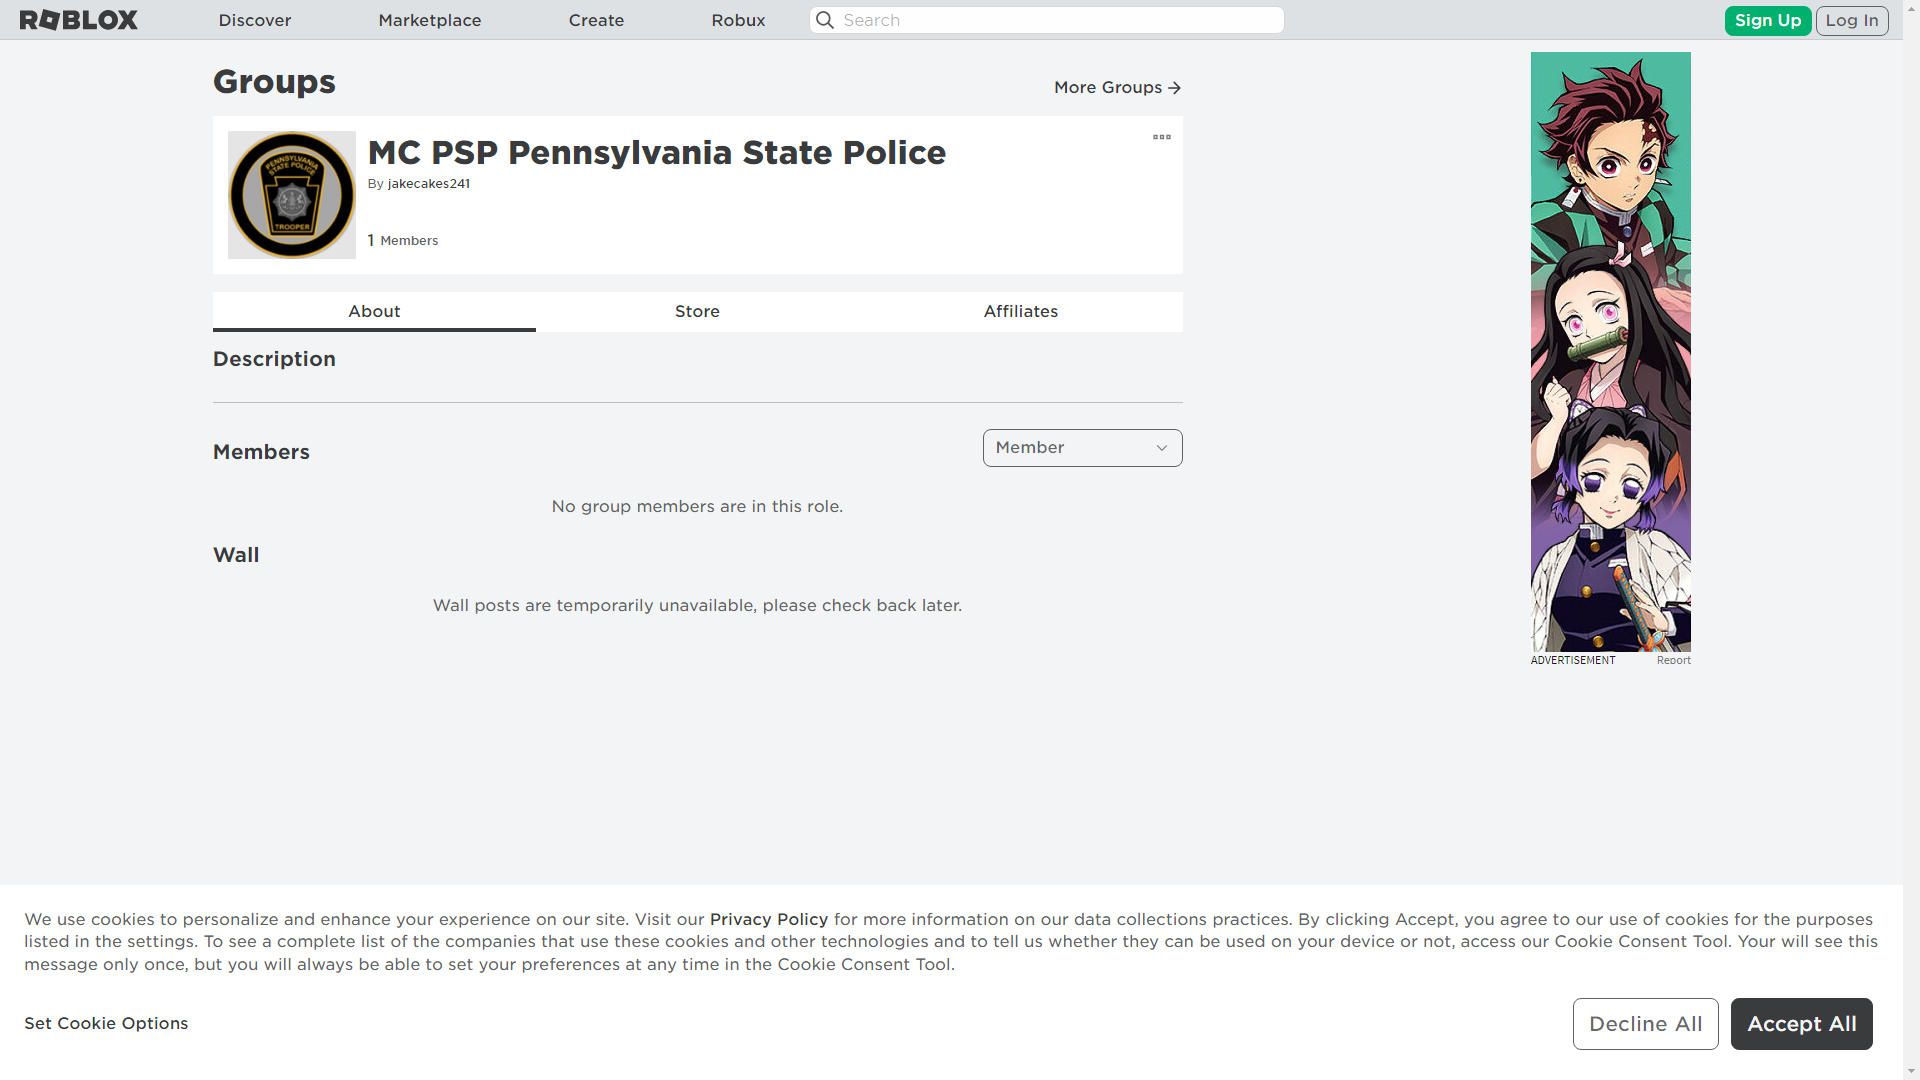 ROBLOX
Discover
Marketplace
Create
Robux
Search
Sign Up
Log In
Groups
More Groups
PENNSYLVANIA
STATE POLICE
TROOPER
MC PSP Pennsylvania State Police
By jakecakes241
1 Members
About
Store
Affiliates
Description
Members
Member
No group members are in this role.
Wall
Wall posts are temporarily unavailable, please check back later.
ADVERTISEMENT
Report
We use cookies to personalize and enhance your experience on our site. Visit our Privacy Policy for more information on our data collections practices. By clicking Accept, you agree to our use of cookies for the purposes
listed in the settings. To see a complete list of the companies that use these cookies and other technologies and to tell us whether they can be used on your device or not, access our Cookie Consent Tool. Your will see this
message only once, but you will always be able to set your preferences at any time in the Cookie Consent Tool.
Set Cookie Options
Decline All
Accept All